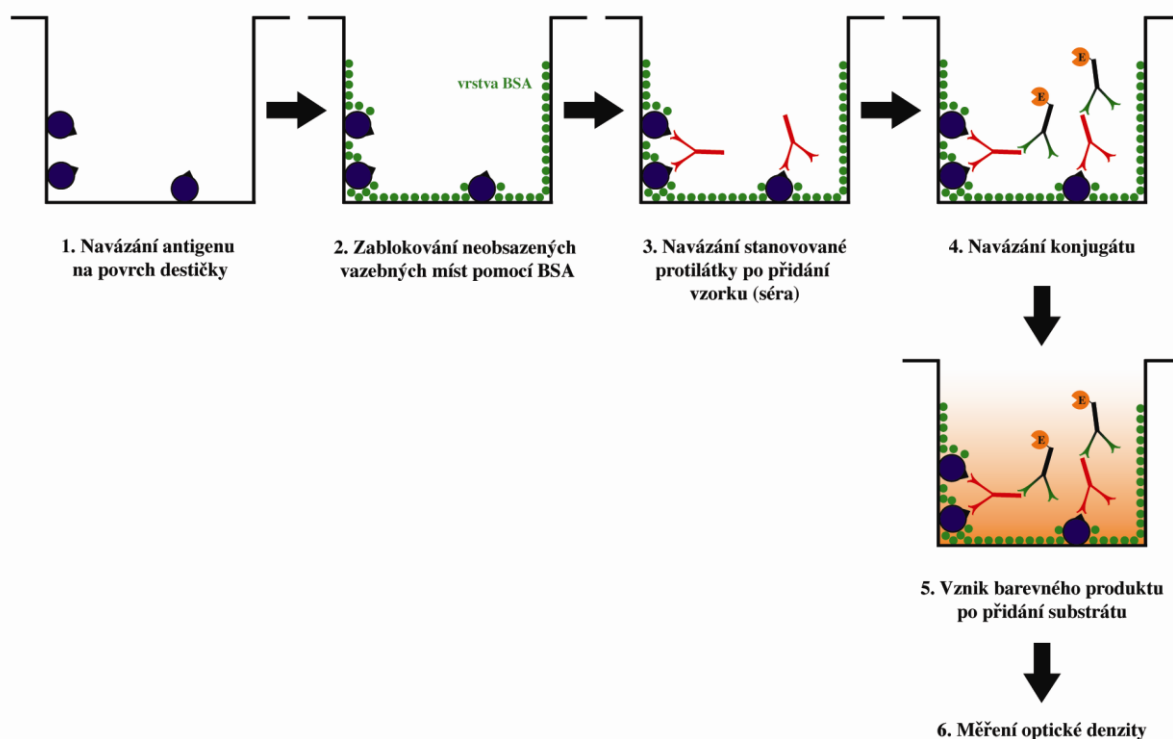 vrstva BSA
1. Navázání antigenu
na povrch destičky
2. Zablokování neobsazených
vazebných míst pomocí BSA
3. Navázání stanovované
protilátky po přidání
vzorku (séra)
E
E
4. Navázání konjugátu
E
E
5. Vznik barevného produktu
po přidání substrátu
6. Měření optické denzity